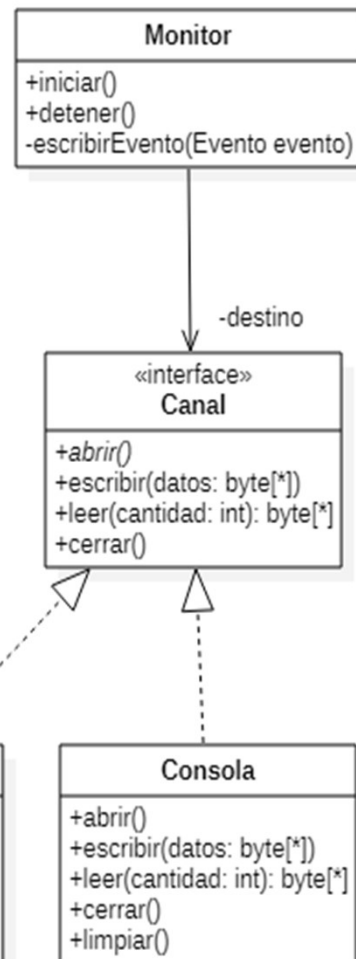 Monitor
+iniciar()
+detener()
-escribirEvento(Evento evento)
-destino
«interface»
Canal
+abrir()
+escribir(datos: byte[*])
+leer(cantidad: int): byte[*]
+cerrar()
Consola
+abrir()
+escribir(datos: byte[*])
+leer(cantidad: int): byte[*]
+cerrar()
+limpiar()